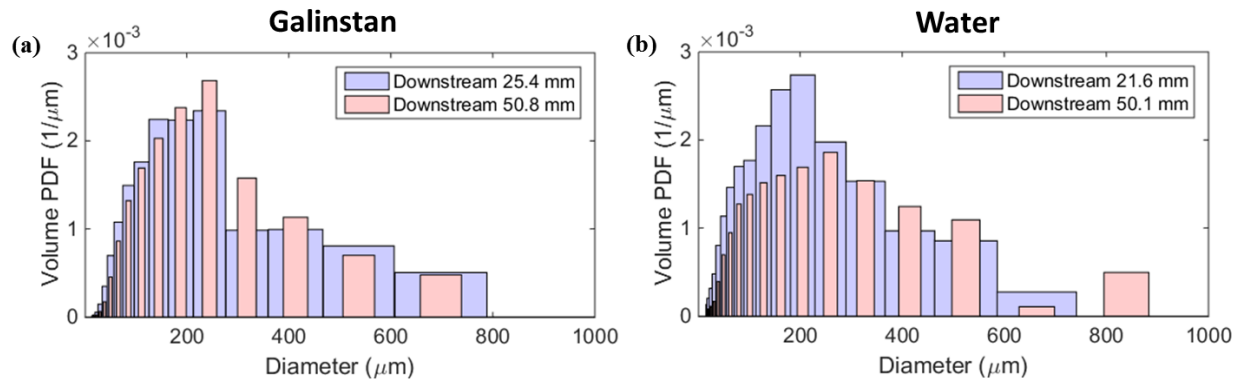 Galinstan
(a)
×10⁻³
3
2
1
0
Volume PDF (1/μm)
200
400
600
800
1000
Diameter (μm)
Downstream 25.4 mm
Downstream 50.8 mm
Water
(b)
×10⁻³
3
2
1
0
Volume PDF (1/μm)
200
400
600
800
1000
Diameter (μm)
Downstream 21.6 mm
Downstream 50.1 mm